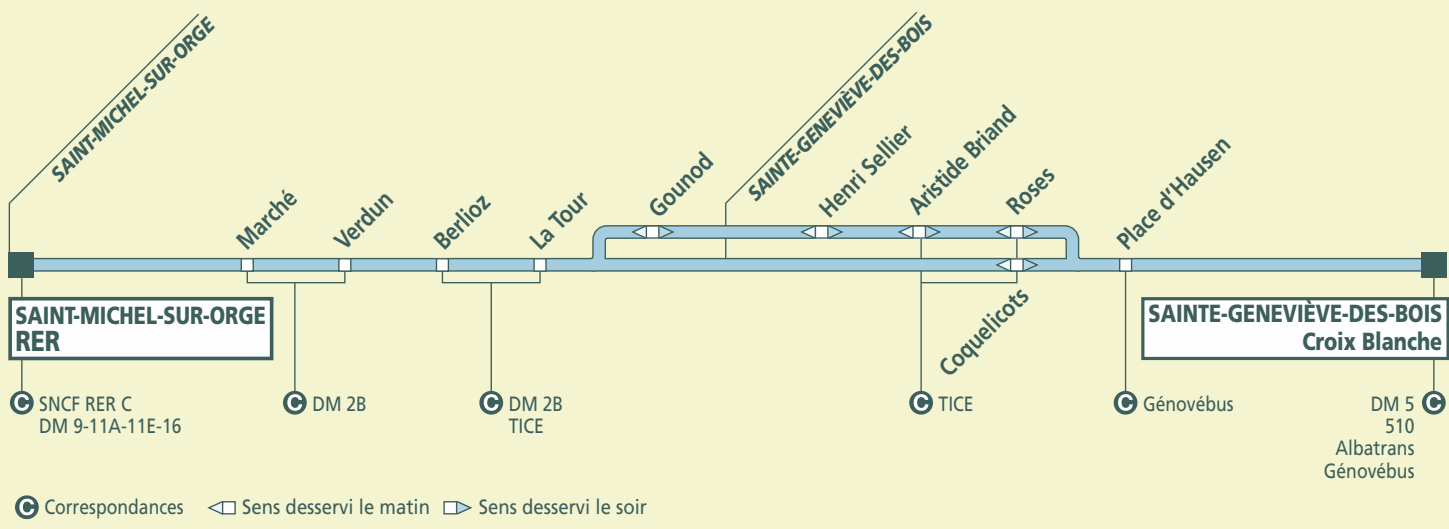 SAINT-MICHEL-SUR-ORGE
SAINTE-GENEVIÈVE-DES-BOIS
Marché
Verdun
Berlioz
La Tour
Gounod
Henri Sellier
Aristide Briand
Roses
Place d'Hausen
Coquelicots
SAINT-MICHEL-SUR-ORGE
RER
SAINTE-GENEVIÈVE-DES-BOIS
Croix Blanche
C SNCF RER C
DM 9-11A-11E-16
C DM 2B
C DM 2B
TICE
C TICE
C Génovébus
DM 5 C
510
Albatrans
Génovébus
C Correspondances Sens desservi le matin Sens desservi le soir